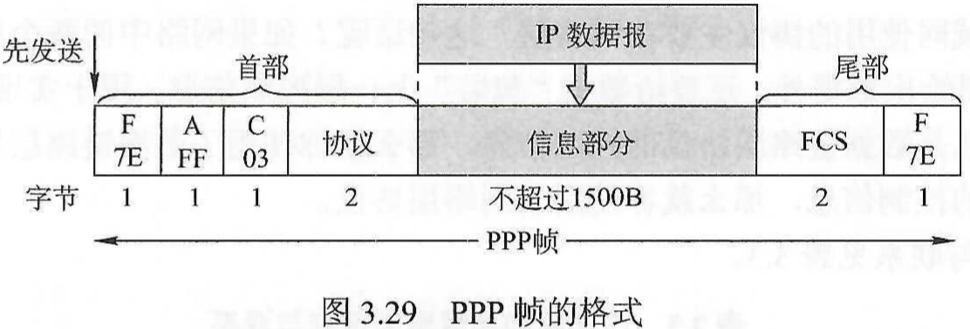 IP 数据报
先发送
首部
尾部
F
7E
A
FF
C
03
协议
信息部分
FCS
F
7E
字节 1 1 1 2 不超过1500B 2 1
PPP帧
图 3.29 PPP 帧的格式